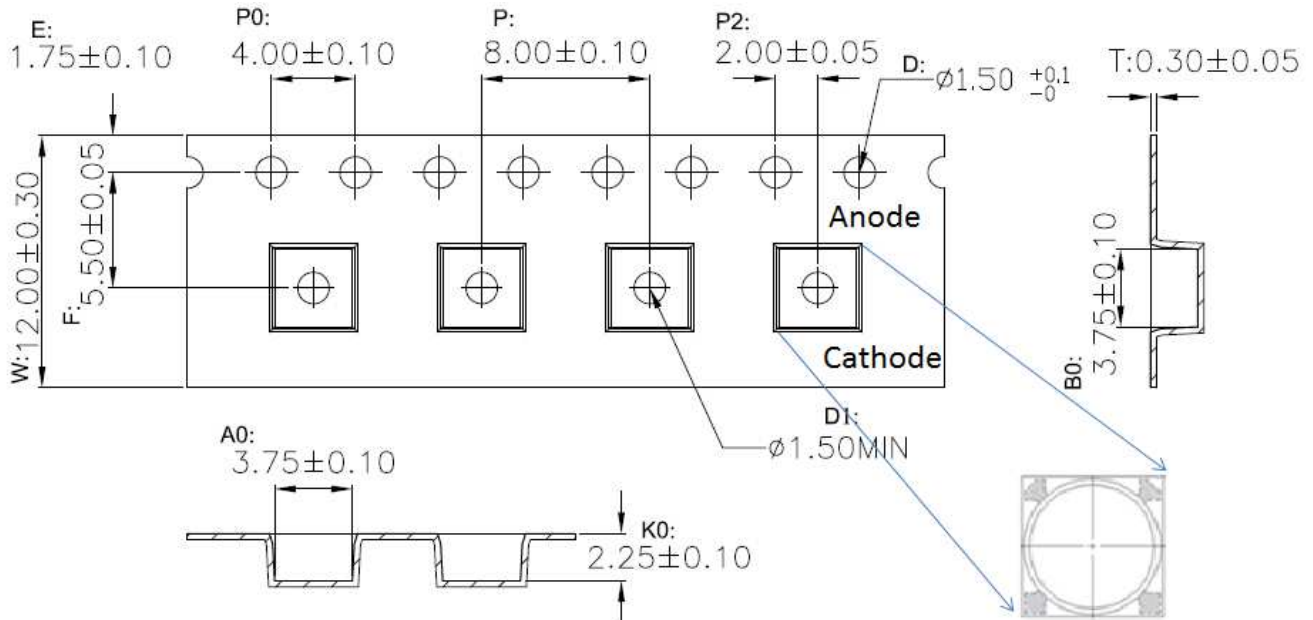 E:
1.75±0.10
P0:
4.00±0.10
P:
8.00±0.10
P2:
2.00±0.05
D:
⌀1.50 +0.1 -0
T:0.30±0.05
W:12.00±0.30
F:
5.50±0.05
Anode
Cathode
B0:
3.75±0.10
D1:
⌀1.50MIN
A0:
3.75±0.10
K0:
2.25±0.10